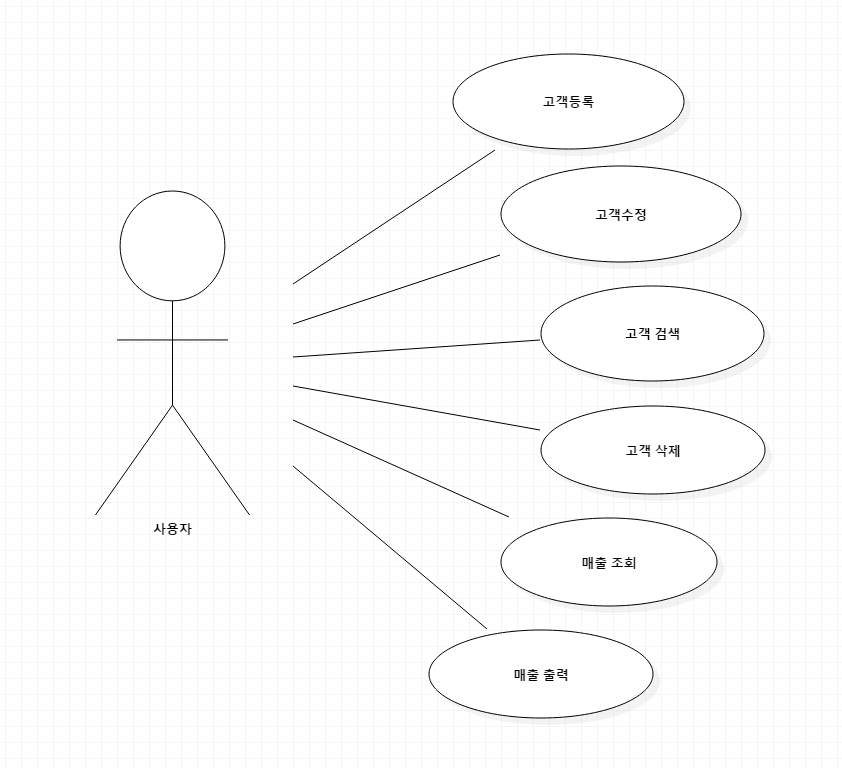 고객등록
고객수정
고객 검색
고객 삭제
사용자
매출 조회
매출 출력